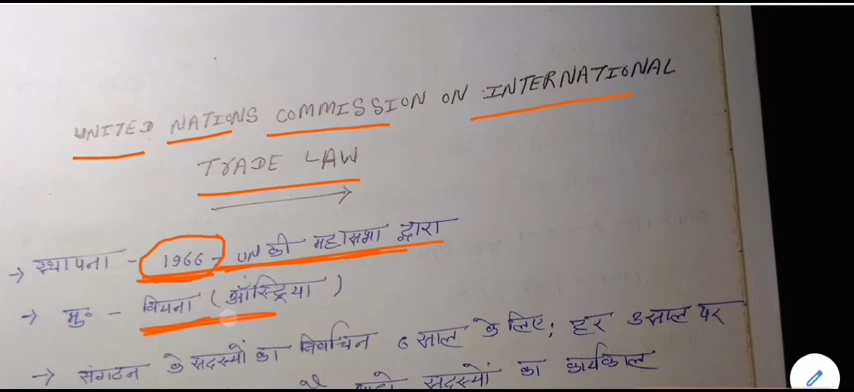 UNITED NATIONS COMMISSION ON INTERNATIONAL
TRADE LAW
→ स्थापना - 1966 - UN की महासभा द्वारा
→ मु० - वियना (ऑस्ट्रिया)
→ संगठन के सदस्यों का निर्वाचन 6 साल के लिए; हर 3 साल पर
सदस्यों का कार्यकाल